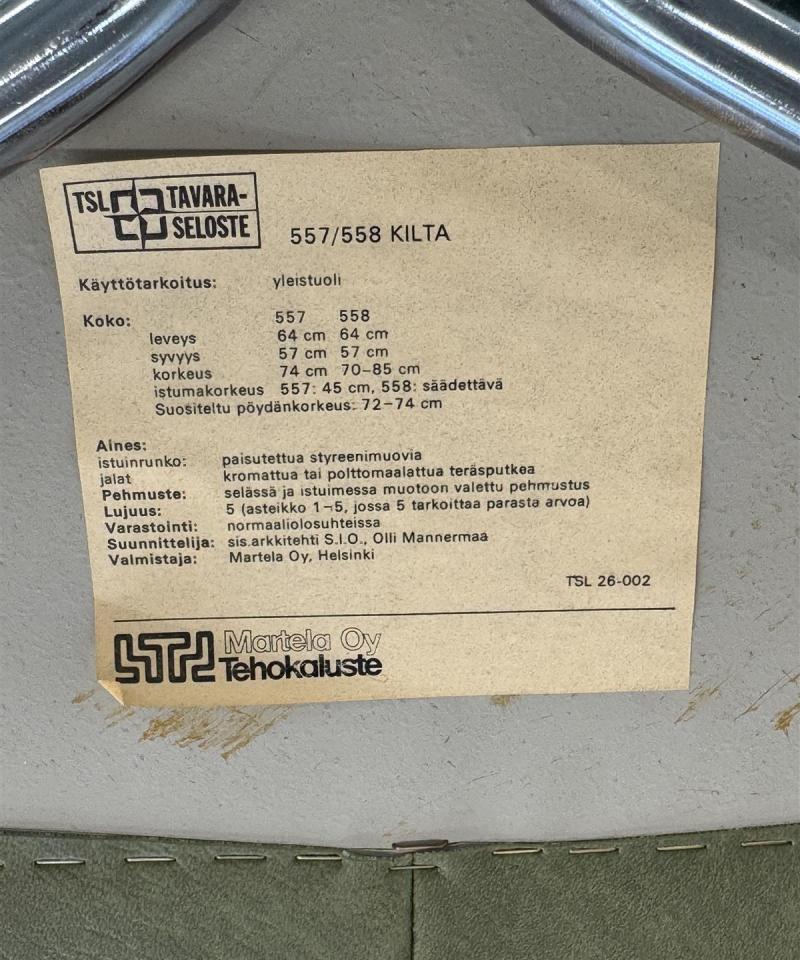 TSL TAVARA-
SELOSTE
557/558 KILTA
Käyttötarkoitus: yleistuoli
Koko: 557 558
leveys 64 cm 64 cm
syvyys 57 cm 57 cm
korkeus 74 cm 70–85 cm
istumakorkeus 557: 45 cm, 558: säädettävä
Suositeltu pöydänkorkeus: 72–74 cm
Aines:
istuinrunko: paisutettua styreenimuovia
jalat kromattua tai polttomaalattua teräsputkea
Pehmuste: selässä ja istuimessa muotoon valettu pehmustus
Lujuus: 5 (asteikko 1–5, jossa 5 tarkoittaa parasta arvoa)
Varastointi: normaaliolosuhteissa
Suunnittelija: sis.arkkitehti S.I.O., Olli Mannermaa
Valmistaja: Martela Oy, Helsinki
TSL 26-002
Martela Oy
Tehokaluste